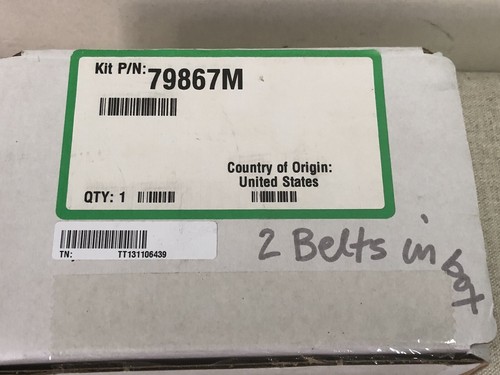 Kit P/N: 79867M
Country of Origin:
United States
QTY: 1
TN: TT131106439
2 Belts in box